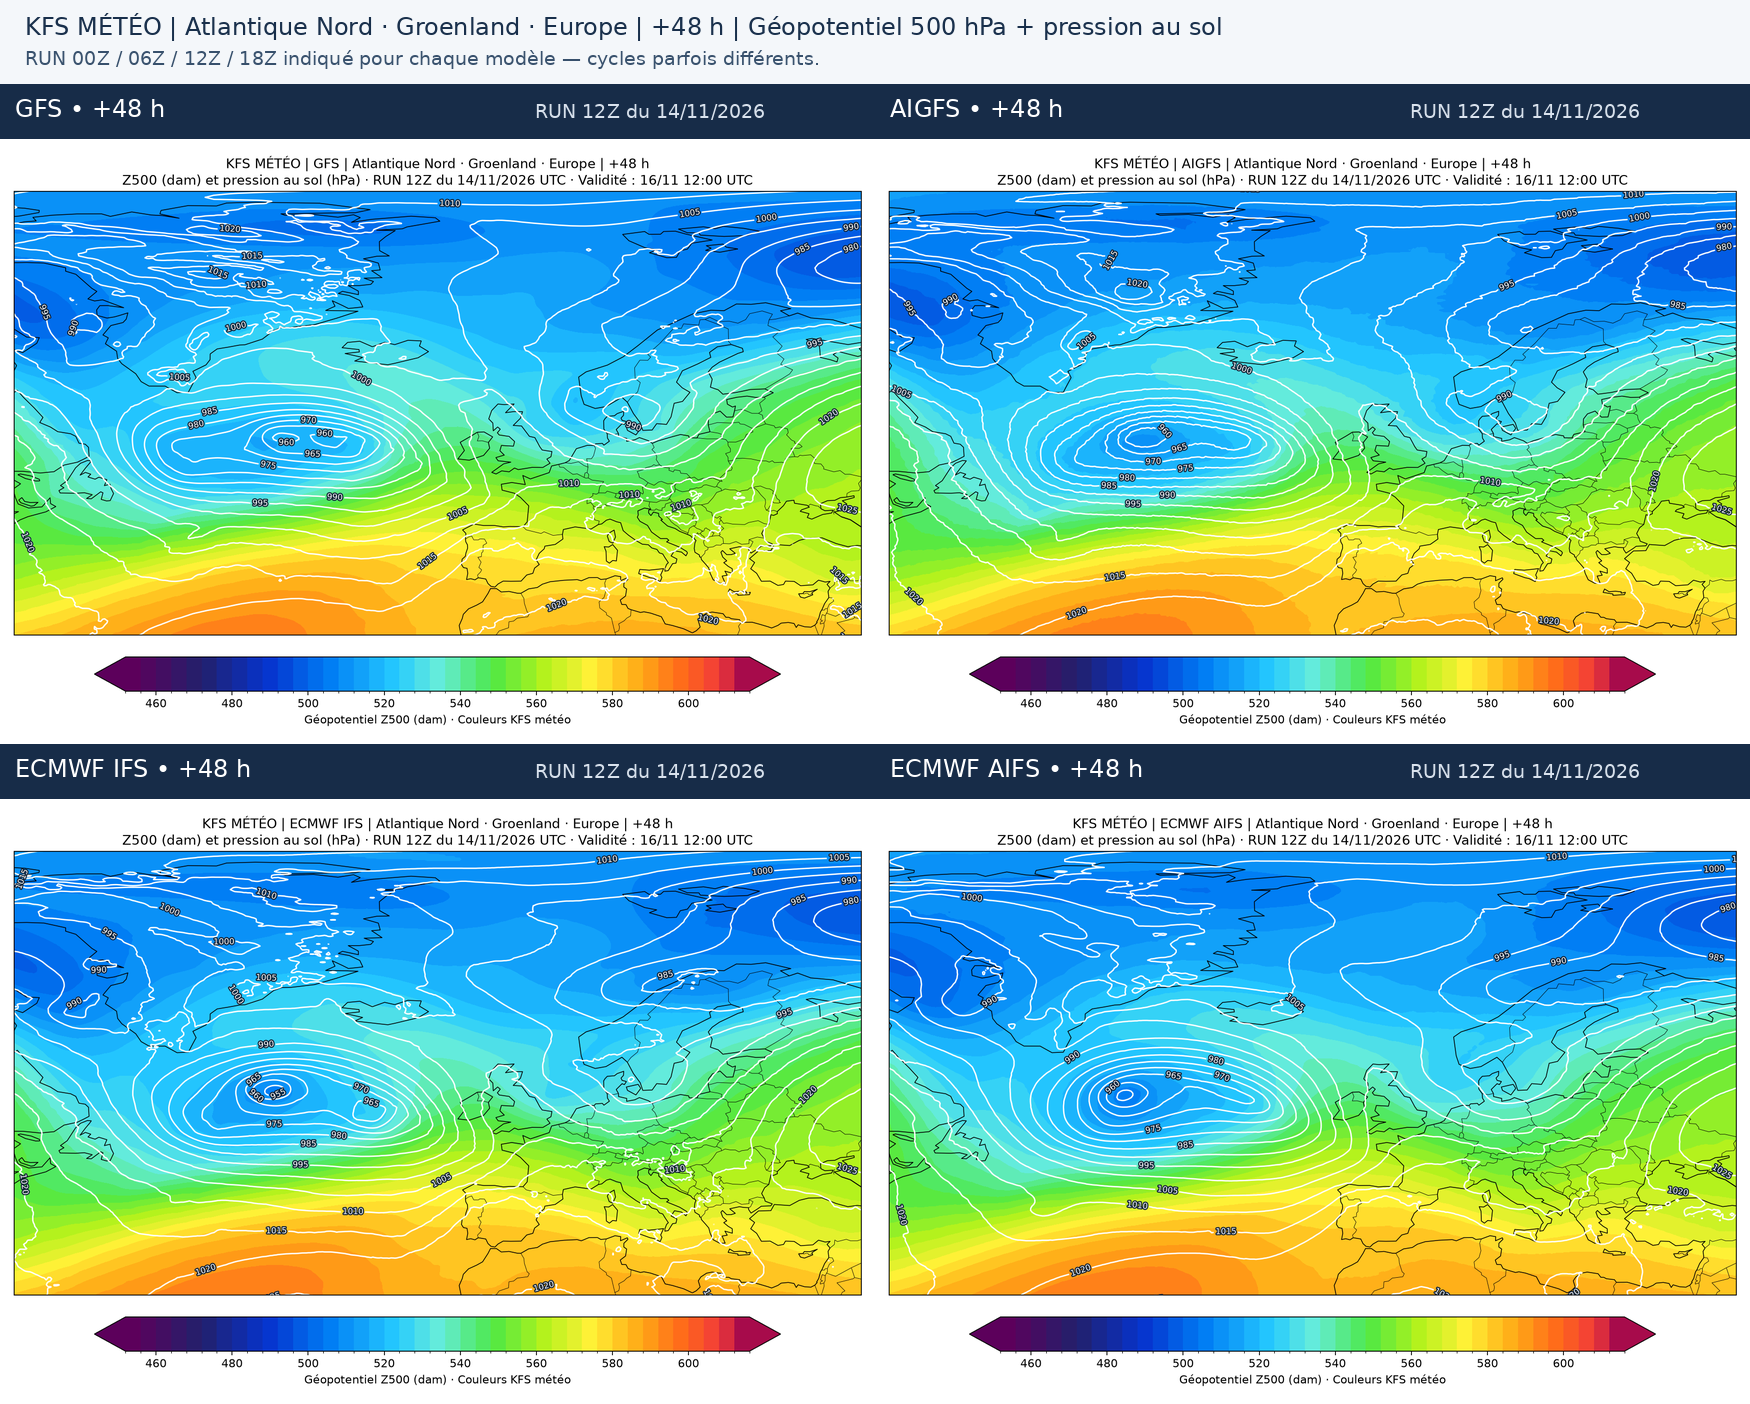 KFS MÉTÉO | Atlantique Nord · Groenland · Europe | +48 h | Géopotentiel 500 hPa + pression au sol
RUN 00Z / 06Z / 12Z / 18Z indiqué pour chaque modèle — cycles parfois différents.
GFS • +48 h RUN 12Z du 14/11/2026
KFS MÉTÉO | GFS | Atlantique Nord · Groenland · Europe | +48 h
Z500 (dam) et pression au sol (hPa) · RUN 12Z du 14/11/2026 UTC · Validité : 16/11 12:00 UTC
460 480 500 520 540 560 580 600
Géopotentiel Z500 (dam) · Couleurs KFS météo
AIGFS • +48 h RUN 12Z du 14/11/2026
KFS MÉTÉO | AIGFS | Atlantique Nord · Groenland · Europe | +48 h
Z500 (dam) et pression au sol (hPa) · RUN 12Z du 14/11/2026 UTC · Validité : 16/11 12:00 UTC
460 480 500 520 540 560 580 600
Géopotentiel Z500 (dam) · Couleurs KFS météo
ECMWF IFS • +48 h RUN 12Z du 14/11/2026
KFS MÉTÉO | ECMWF IFS | Atlantique Nord · Groenland · Europe | +48 h
Z500 (dam) et pression au sol (hPa) · RUN 12Z du 14/11/2026 UTC · Validité : 16/11 12:00 UTC
460 480 500 520 540 560 580 600
Géopotentiel Z500 (dam) · Couleurs KFS météo
ECMWF AIFS • +48 h RUN 12Z du 14/11/2026
KFS MÉTÉO | ECMWF AIFS | Atlantique Nord · Groenland · Europe | +48 h
Z500 (dam) et pression au sol (hPa) · RUN 12Z du 14/11/2026 UTC · Validité : 16/11 12:00 UTC
460 480 500 520 540 560 580 600
Géopotentiel Z500 (dam) · Couleurs KFS météo